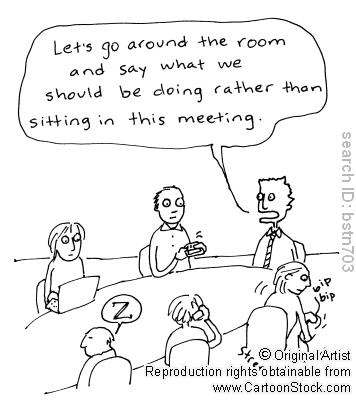 Let's go around the room
and say what we
should be doing rather than
sitting in this meeting.
Z
bip
bip
search ID: bstn703
© Original Artist
Reproduction rights obtainable from
www.CartoonStock.com